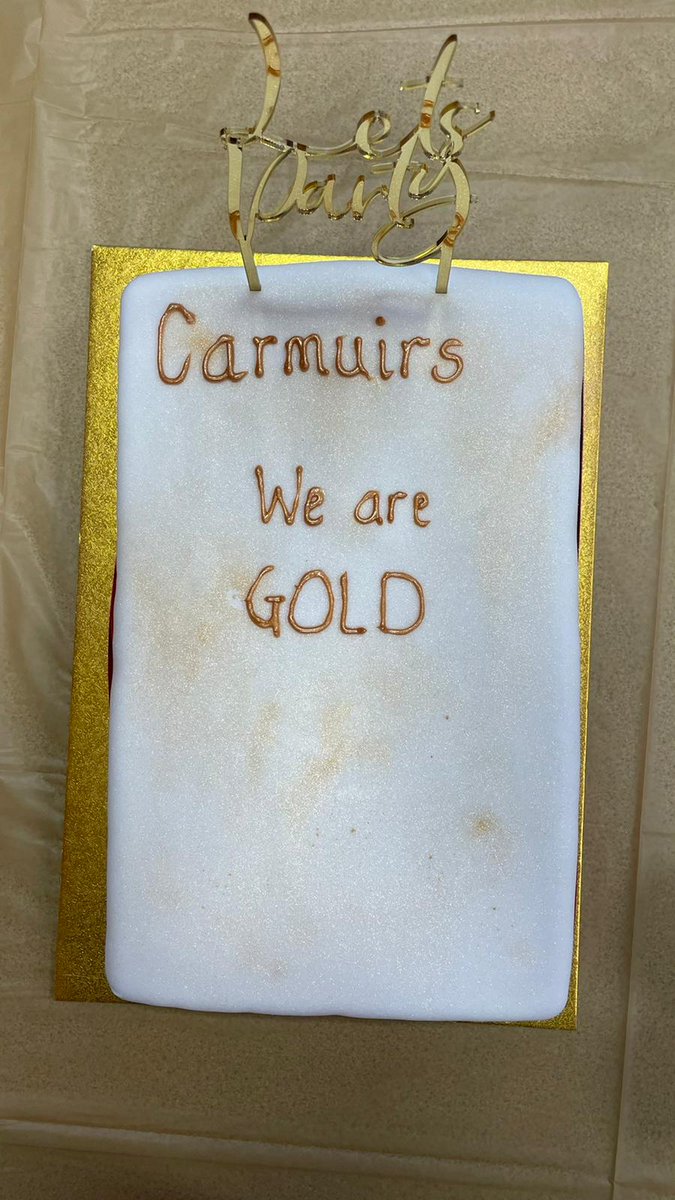 Lets
Party
Carmuirs
We are
GOLD